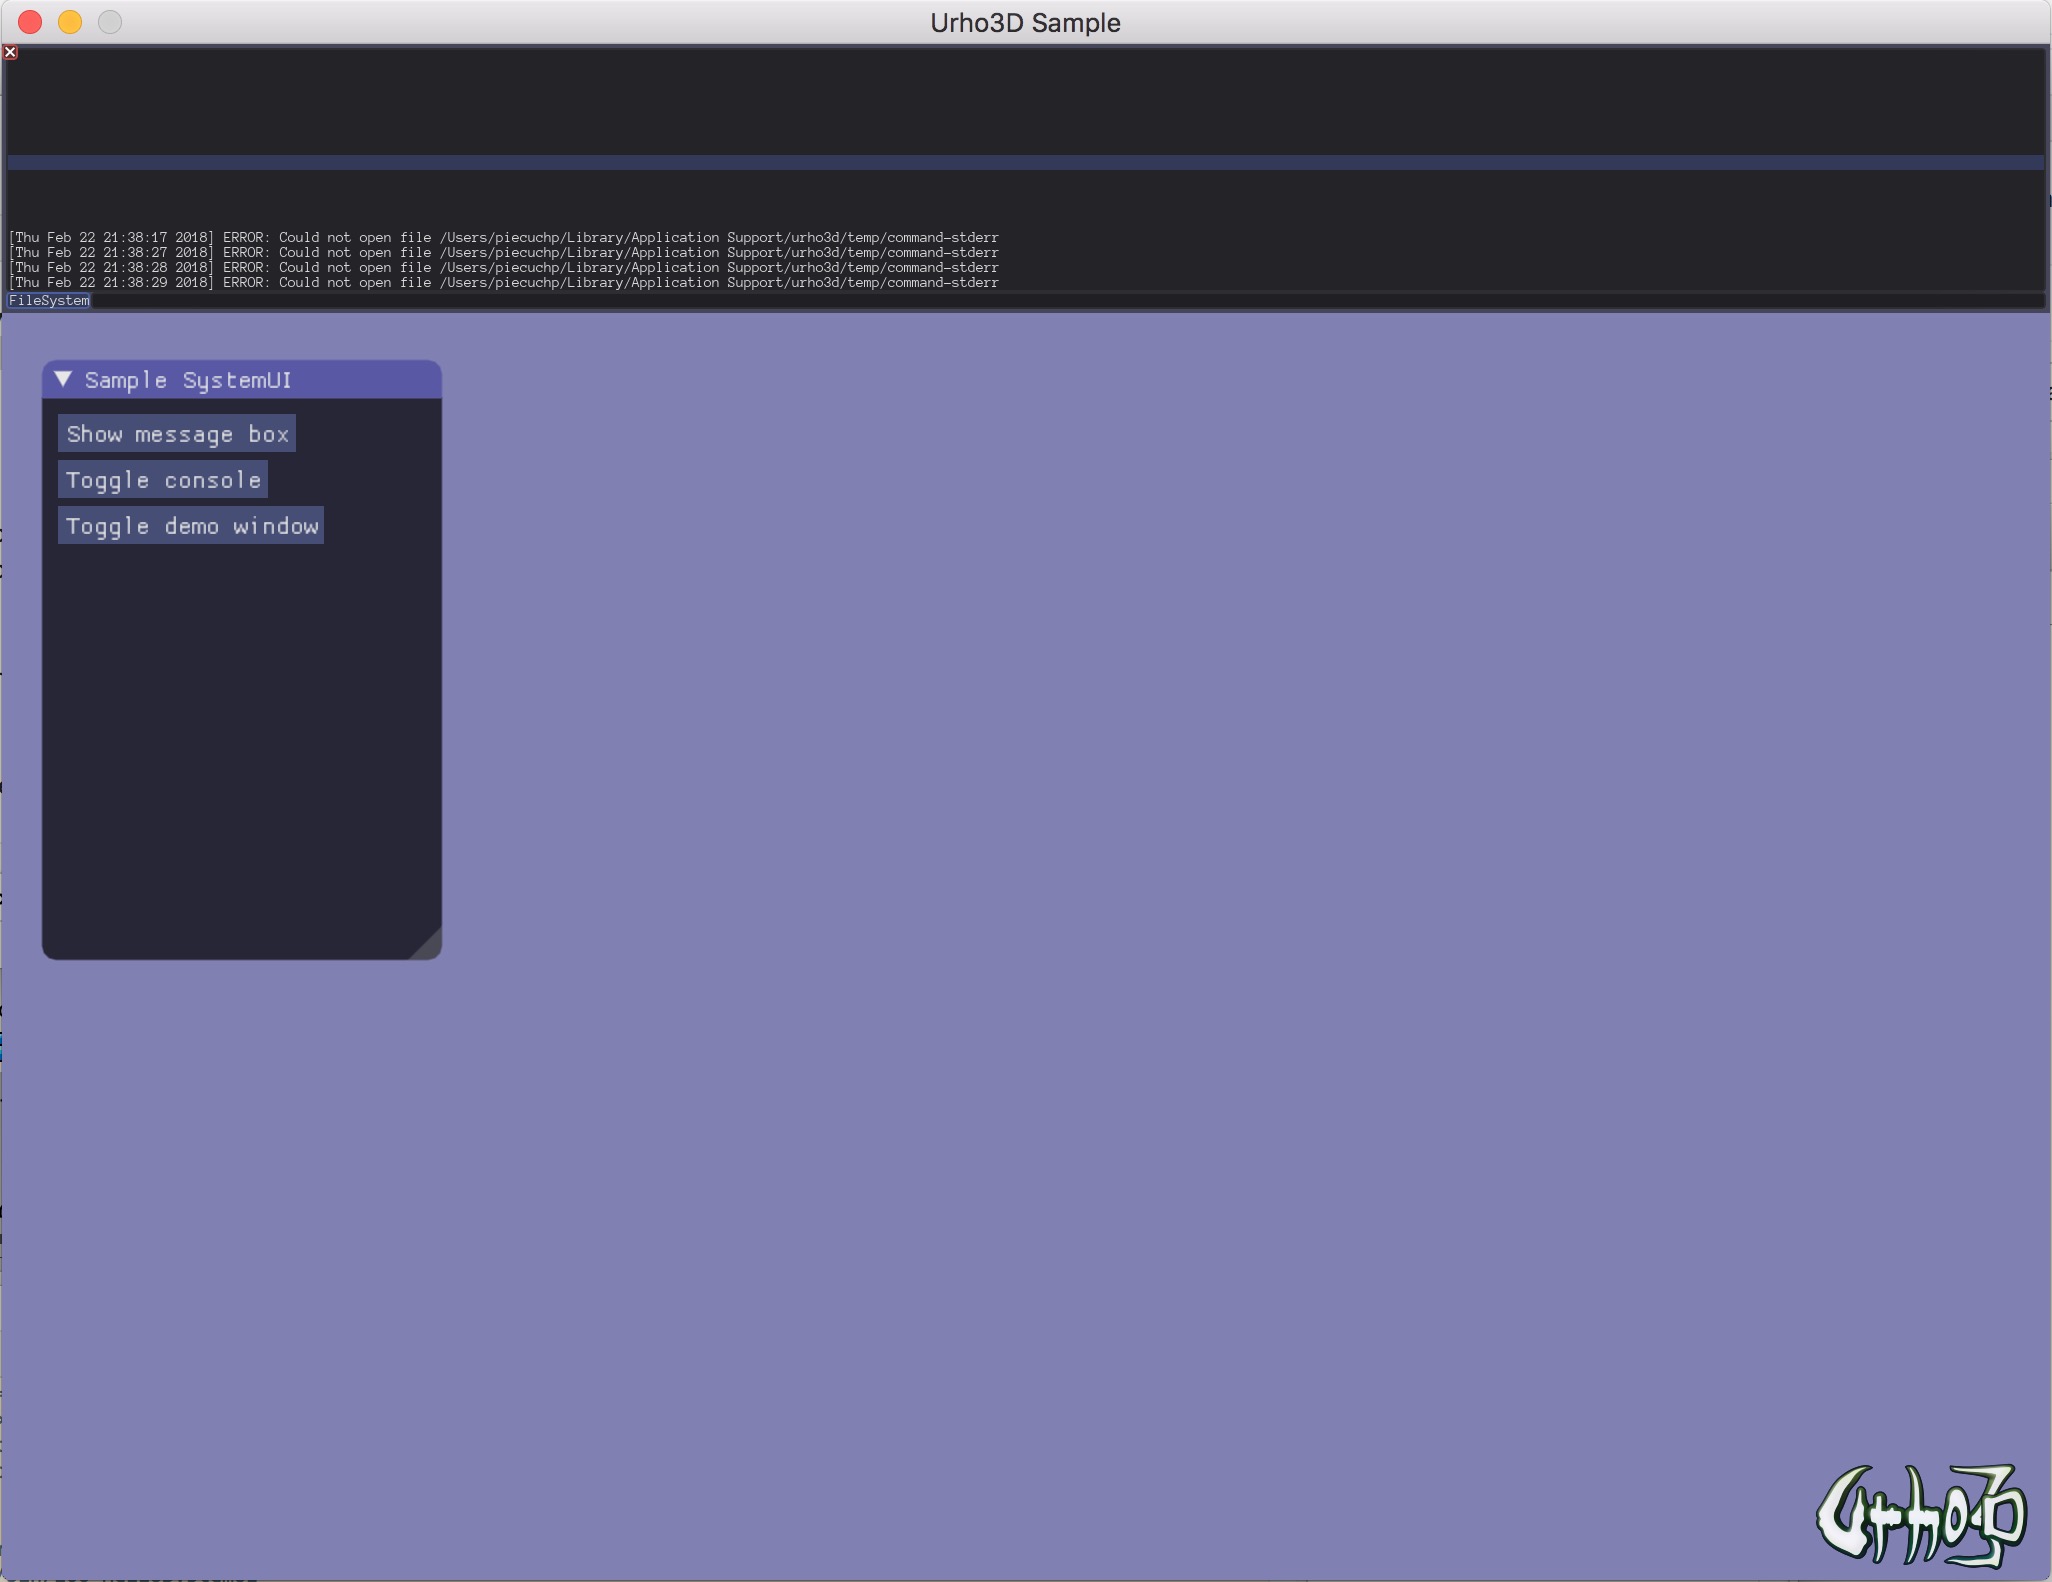 Urho3D Sample
[Thu Feb 22 21:38:17 2018] ERROR: Could not open file /Users/piecuchp/Library/Application Support/urho3d/temp/command-stderr
[Thu Feb 22 21:38:27 2018] ERROR: Could not open file /Users/piecuchp/Library/Application Support/urho3d/temp/command-stderr
[Thu Feb 22 21:38:28 2018] ERROR: Could not open file /Users/piecuchp/Library/Application Support/urho3d/temp/command-stderr
[Thu Feb 22 21:38:29 2018] ERROR: Could not open file /Users/piecuchp/Library/Application Support/urho3d/temp/command-stderr
FileSystem
Sample SystemUI
Show message box
Toggle console
Toggle demo window
Urho3D